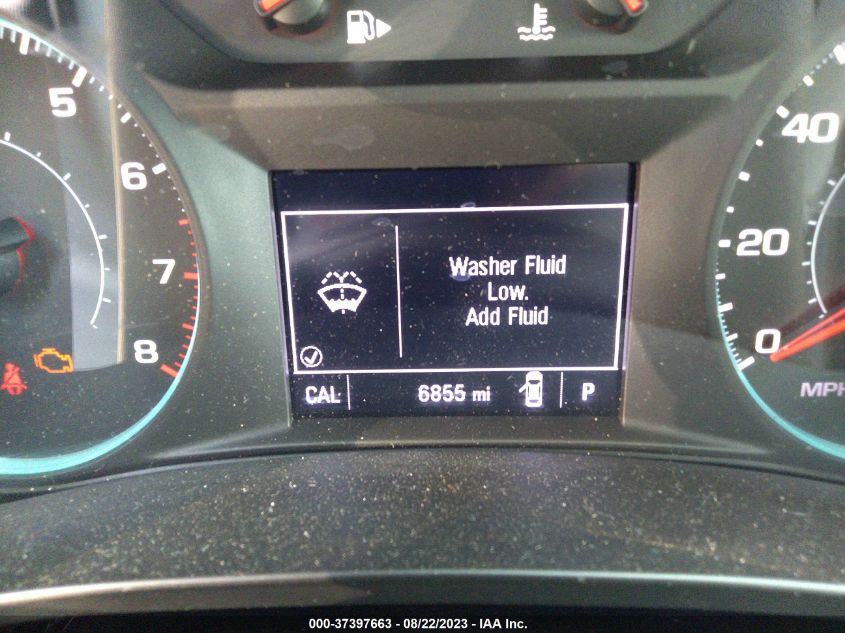 5
6
7
8
40
20
0
MPH
Washer Fluid
Low.
Add Fluid
CAL 6855 mi P
000-37397663 - 08/22/2023 - IAA Inc.